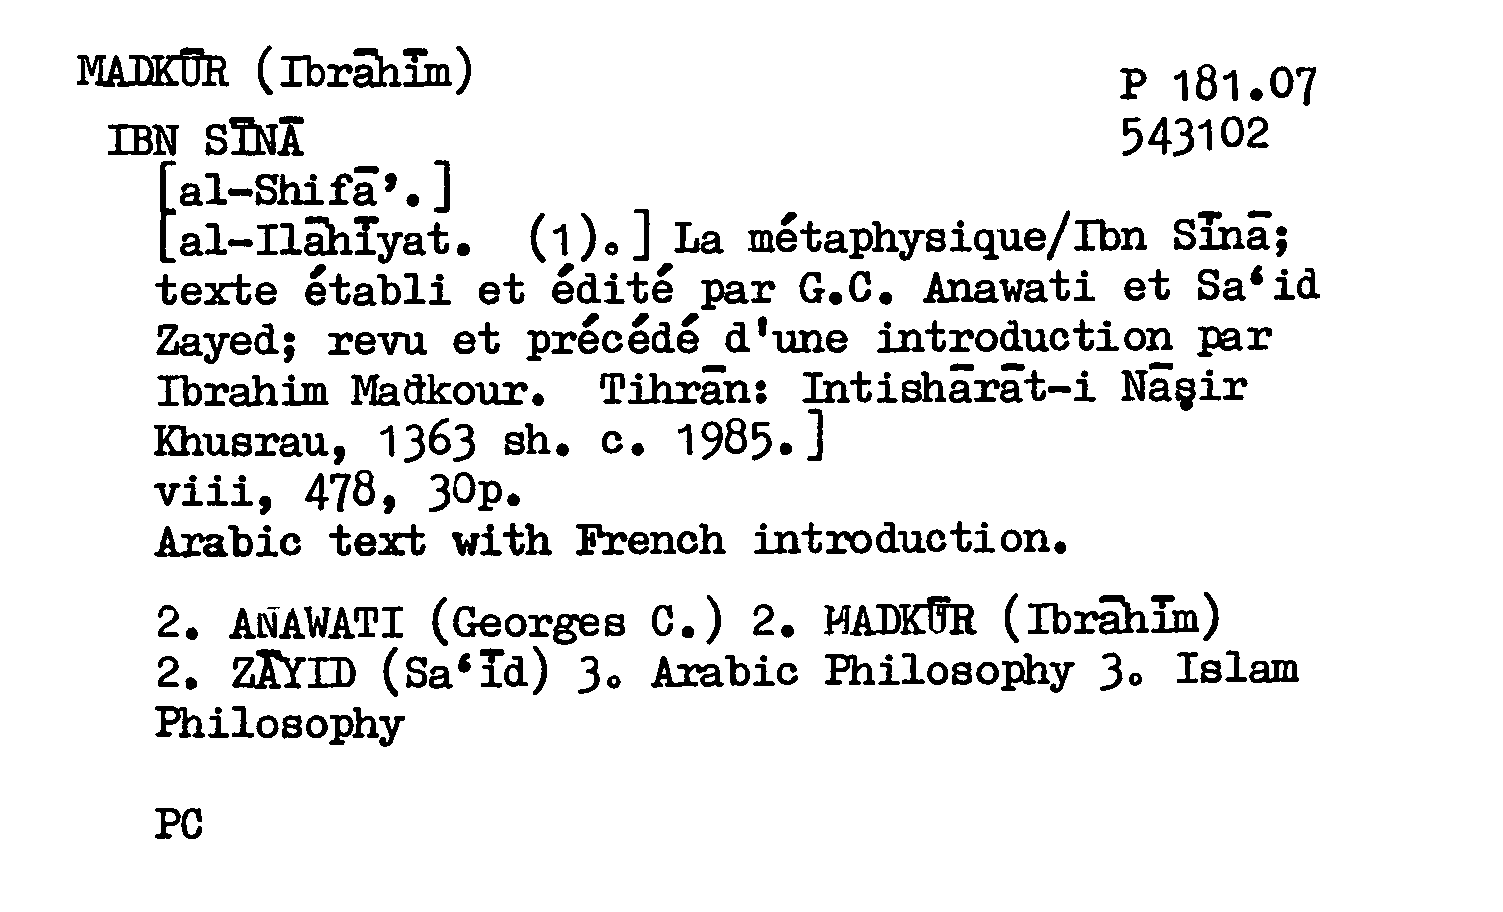 MADKŪR (Ibrāhīm)
P 181.07
543102
IBN SĪNĀ
[al-Shifā’.]
[al-Ilāhīyat. (1).] La métaphysique/Ibn Sīnā;
texte établi et édité par G.C. Anawati et Sa‘id
Zayed; revu et précédé d'une introduction par
Ibrahim Madkour. Tihrān: Intishārāt-i Nāṣir
Khusrau, 1363 sh. c. 1985.]
viii, 478, 30p.
Arabic text with French introduction.
2. ANAWATI (Georges C.) 2. MADKŪR (Ibrāhīm)
2. ZĀYID (Sa‘īd) 3. Arabic Philosophy 3. Islam
Philosophy
PC